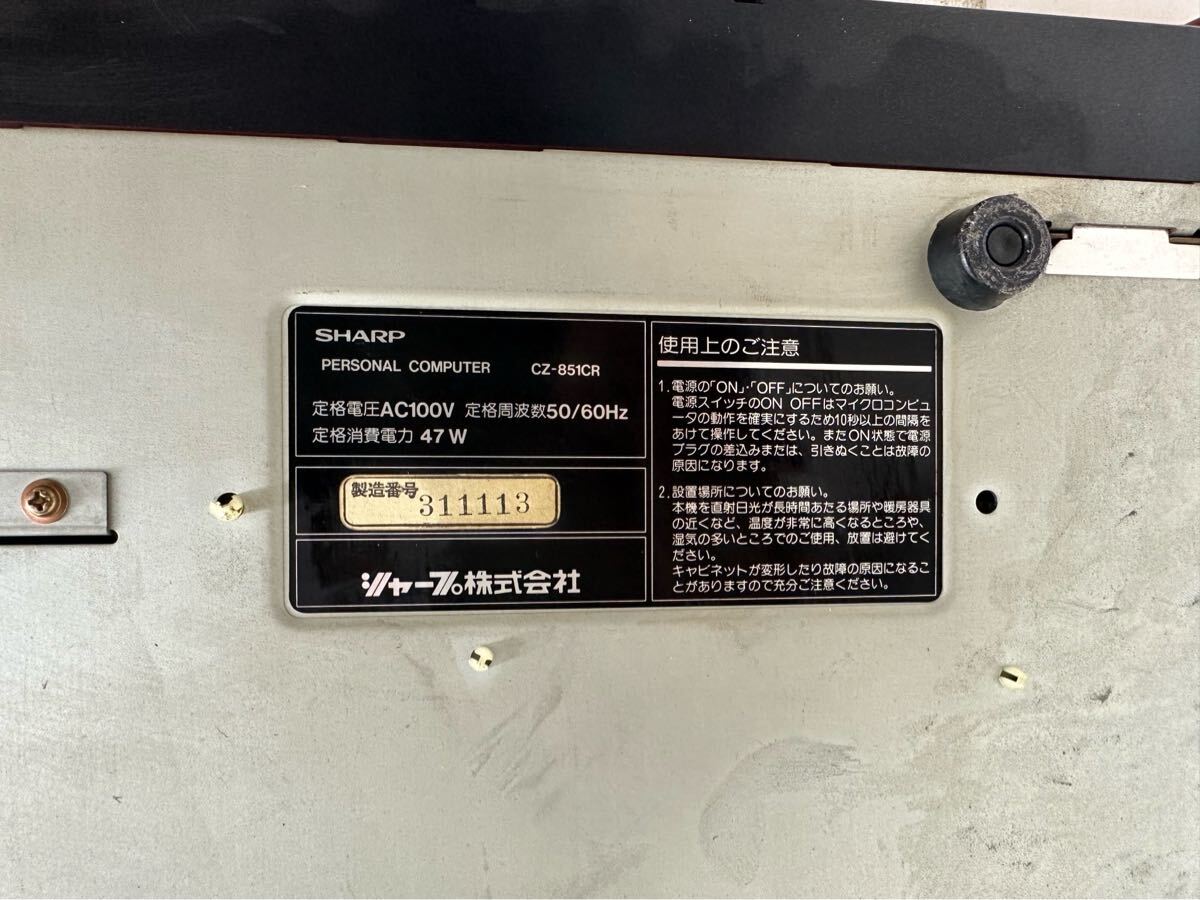 SHARP
PERSONAL COMPUTER CZ-851CR
定格電圧AC100V 定格周波数50/60Hz
定格消費電力 47W
製造番号 311113
シャープ株式会社
使用上のご注意
1.電源の「ON」・「OFF」についてのお願い。
電源スイッチのON OFFはマイクロコンピュ
ータの動作を確実にするため10秒以上の間隔を
あけて操作してください。またON状態で電源
プラグの差込みまたは、引きぬくことは故障の
原因になります。
2.設置場所についてのお願い。
本機を直射日光が長時間あたる場所や暖房器具
の近くなど、温度が非常に高くなるところや、
湿気の多いところでのご使用、放置は避けてく
ださい。
キャビネットが変形したり故障の原因になるこ
とがありますので充分ご注意ください。